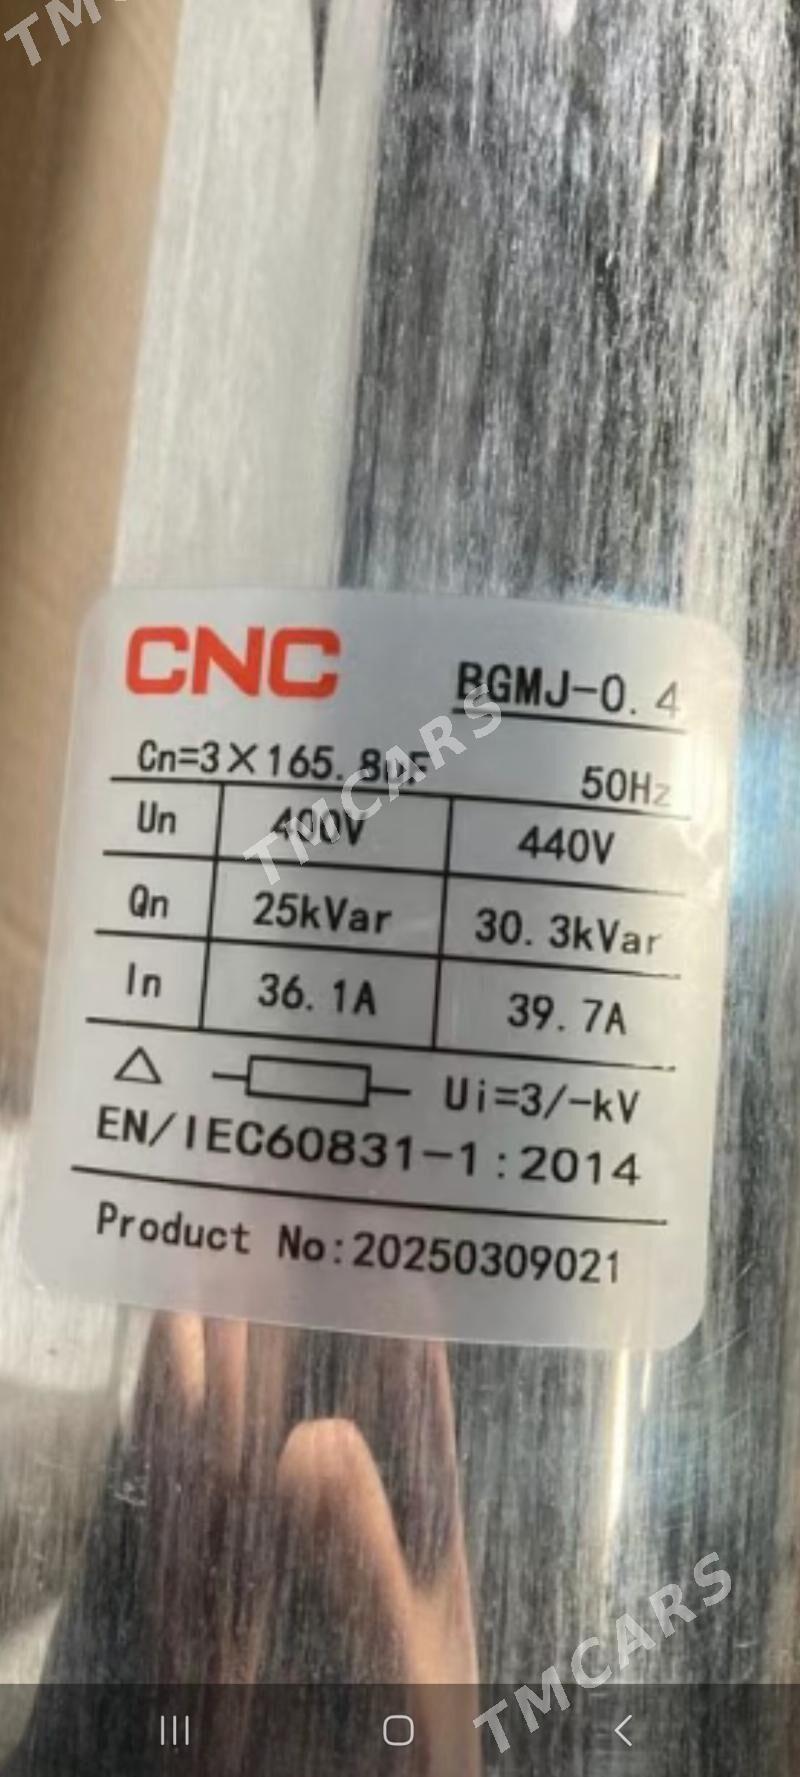 TMCARS
CNC
BGMJ-0.4
Cn=3×165.8μF 50Hz
Un 400V 440V
Qn 25kVar 30.3kVar
In 36.1A 39.7A
Ui=3/-kV
EN/IEC60831-1:2014
Product No:20250309021
TMCARS